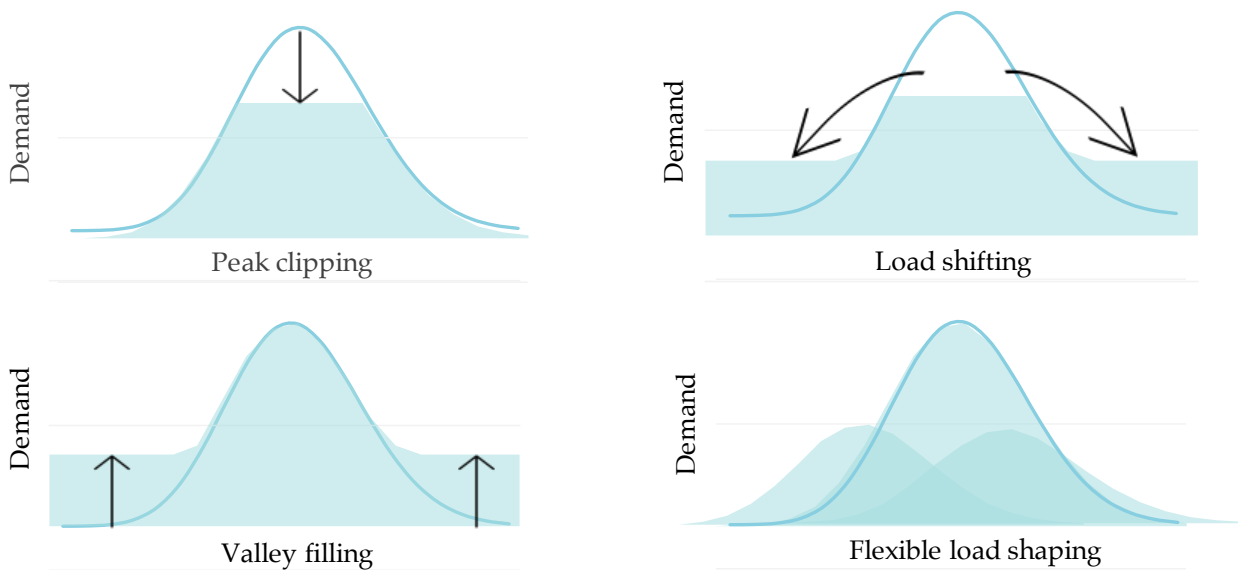 Demand
Peak clipping
Demand
Load shifting
Demand
Valley filling
Demand
Flexible load shaping